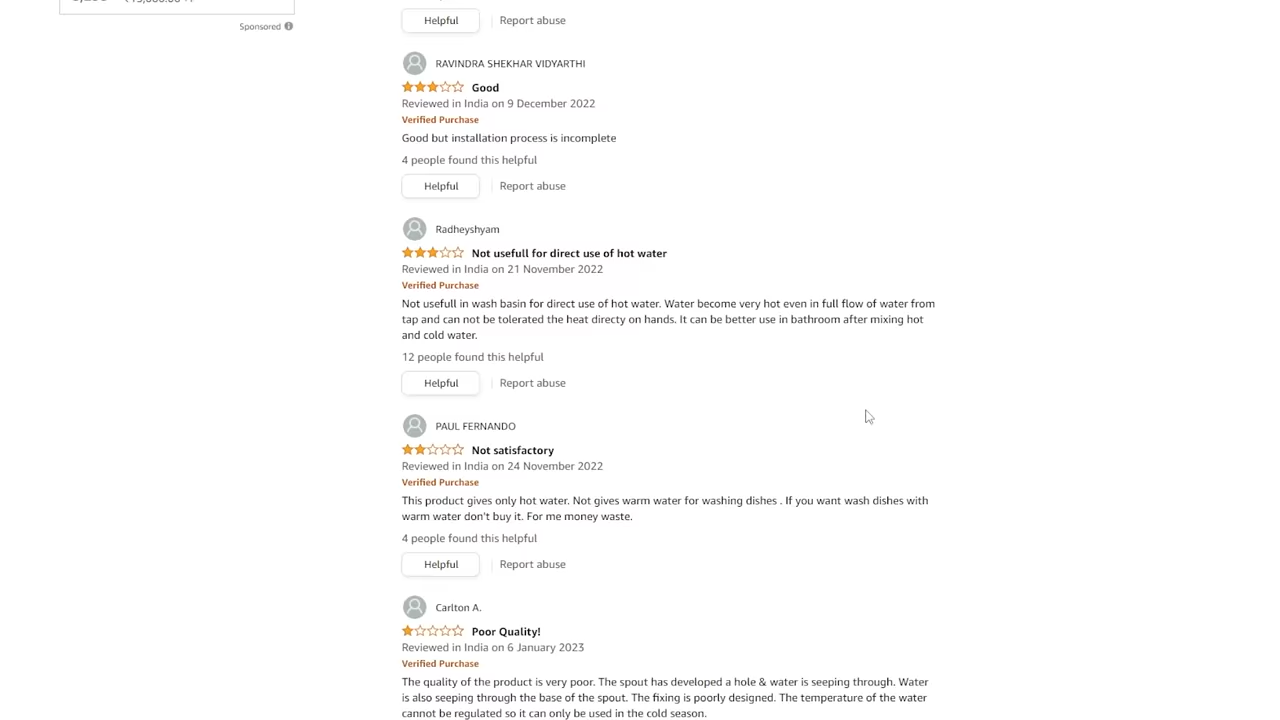 Sponsored
Helpful
Report abuse
RAVINDRA SHEKHAR VIDYARTHI
Good
Reviewed in India on 9 December 2022
Verified Purchase
Good but installation process is incomplete
4 people found this helpful
Helpful
Report abuse
Radheyshyam
Not usefull for direct use of hot water
Reviewed in India on 21 November 2022
Verified Purchase
Not usefull in wash basin for direct use of hot water. Water become very hot even in full flow of water from
tap and can not be tolerated the heat directy on hands. It can be better use in bathroom after mixing hot
and cold water.
12 people found this helpful
Helpful
Report abuse
PAUL FERNANDO
Not satisfactory
Reviewed in India on 24 November 2022
Verified Purchase
This product gives only hot water. Not gives warm water for washing dishes . If you want wash dishes with
warm water don't buy it. For me money waste.
4 people found this helpful
Helpful
Report abuse
Carlton A.
Poor Quality!
Reviewed in India on 6 January 2023
Verified Purchase
The quality of the product is very poor. The spout has developed a hole & water is seeping through. Water
is also seeping through the base of the spout. The fixing is poorly designed. The temperature of the water
cannot be regulated so it can only be used in the cold season.